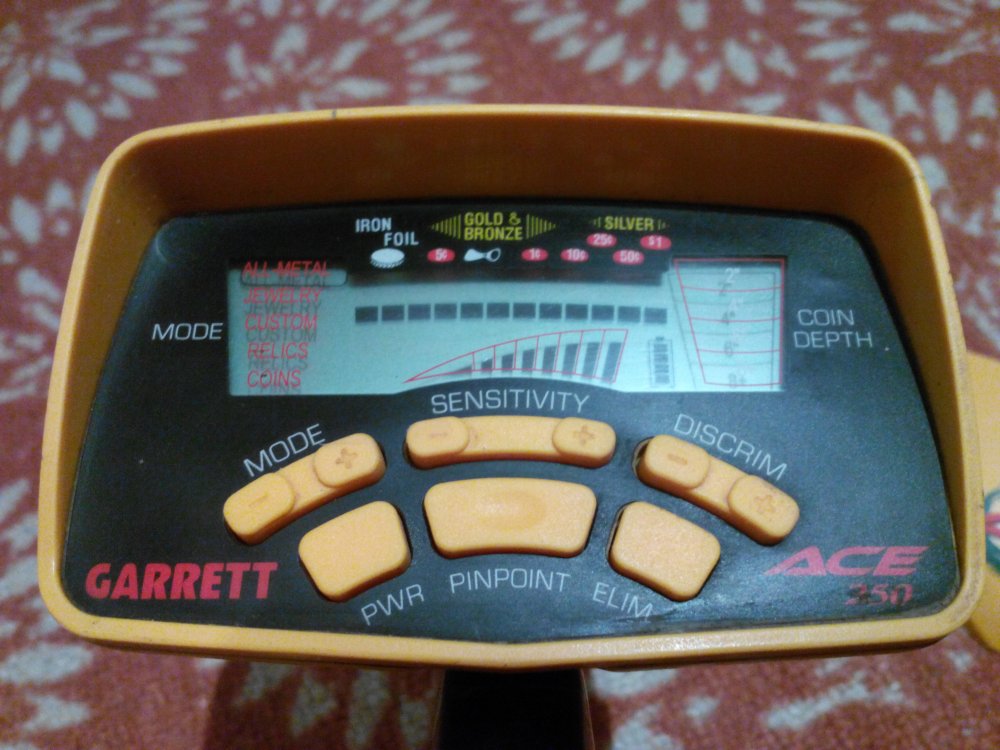 IRON
FOIL
GOLD &
BRONZE
SILVER
5¢
1¢
10¢
25¢
50¢
$1
MODE
ALL-METAL
JEWELRY
CUSTOM
RELICS
COINS
2"
4"
6"
8"+
COIN
DEPTH
SENSITIVITY
- +
MODE
- +
DISCRIM
- +
GARRETT
PWR
PINPOINT
ELIM
ACE
350